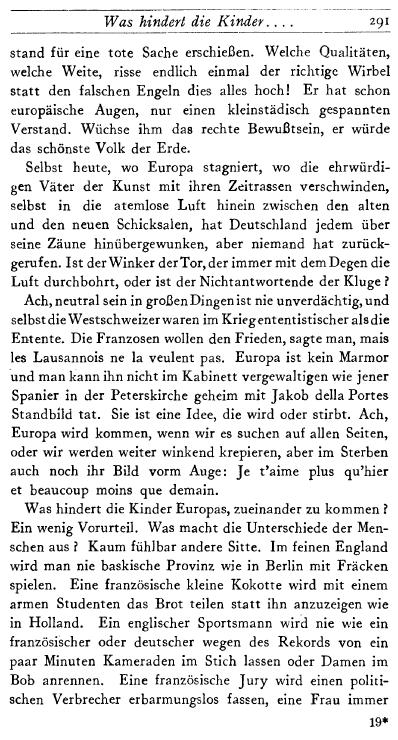 Was hindert die Kinder . . . . 291
stand für eine tote Sache erschießen. Welche Qualitäten,
welche Weite, risse endlich einmal der richtige Wirbel
statt den falschen Engeln dies alles hoch! Er hat schon
europäische Augen, nur einen kleinstädisch gespannten
Verstand. Wüchse ihm das rechte Bewußtsein, er würde
das schönste Volk der Erde.
Selbst heute, wo Europa stagniert, wo die ehrwürdi-
gen Väter der Kunst mit ihren Zeitrassen verschwinden,
selbst in die atemlose Luft hinein zwischen den alten
und den neuen Schicksalen, hat Deutschland jedem über
seine Zäune hinübergewunken, aber niemand hat zurück-
gerufen. Ist der Winker der Tor, der immer mit dem Degen die
Luft durchbohrt, oder ist der Nichtantwortende der Kluge?
Ach, neutral sein in großen Dingen ist nie unverdächtig, und
selbst die Westschweizer waren im Krieg ententistischer als die
Entente. Die Franzosen wollen den Frieden, sagte man, mais
les Lausannois ne la veulent pas. Europa ist kein Marmor
und man kann ihn nicht im Kabinett vergewaltigen wie jener
Spanier in der Peterskirche geheim mit Jakob della Portes
Standbild tat. Sie ist eine Idee, die wird oder stirbt. Ach,
Europa wird kommen, wenn wir es suchen auf allen Seiten,
oder wir werden weiter winkend krepieren, aber im Sterben
auch noch ihr Bild vorm Auge: Je t'aime plus qu'hier
et beaucoup moins que demain.
Was hindert die Kinder Europas, zueinander zu kommen?
Ein wenig Vorurteil. Was macht die Unterschiede der Men-
schen aus? Kaum fühlbar andere Sitte. Im feinen England
wird man nie baskische Provinz wie in Berlin mit Fräcken
spielen. Eine französische kleine Kokotte wird mit einem
armen Studenten das Brot teilen statt ihn anzuzeigen wie
in Holland. Ein englischer Sportsmann wird nie wie ein
französischer oder deutscher wegen des Rekords von ein
paar Minuten Kameraden im Stich lassen oder Damen im
Bob anrennen. Eine französische Jury wird einen politi-
schen Verbrecher erbarmungslos fassen, eine Frau immer
19*